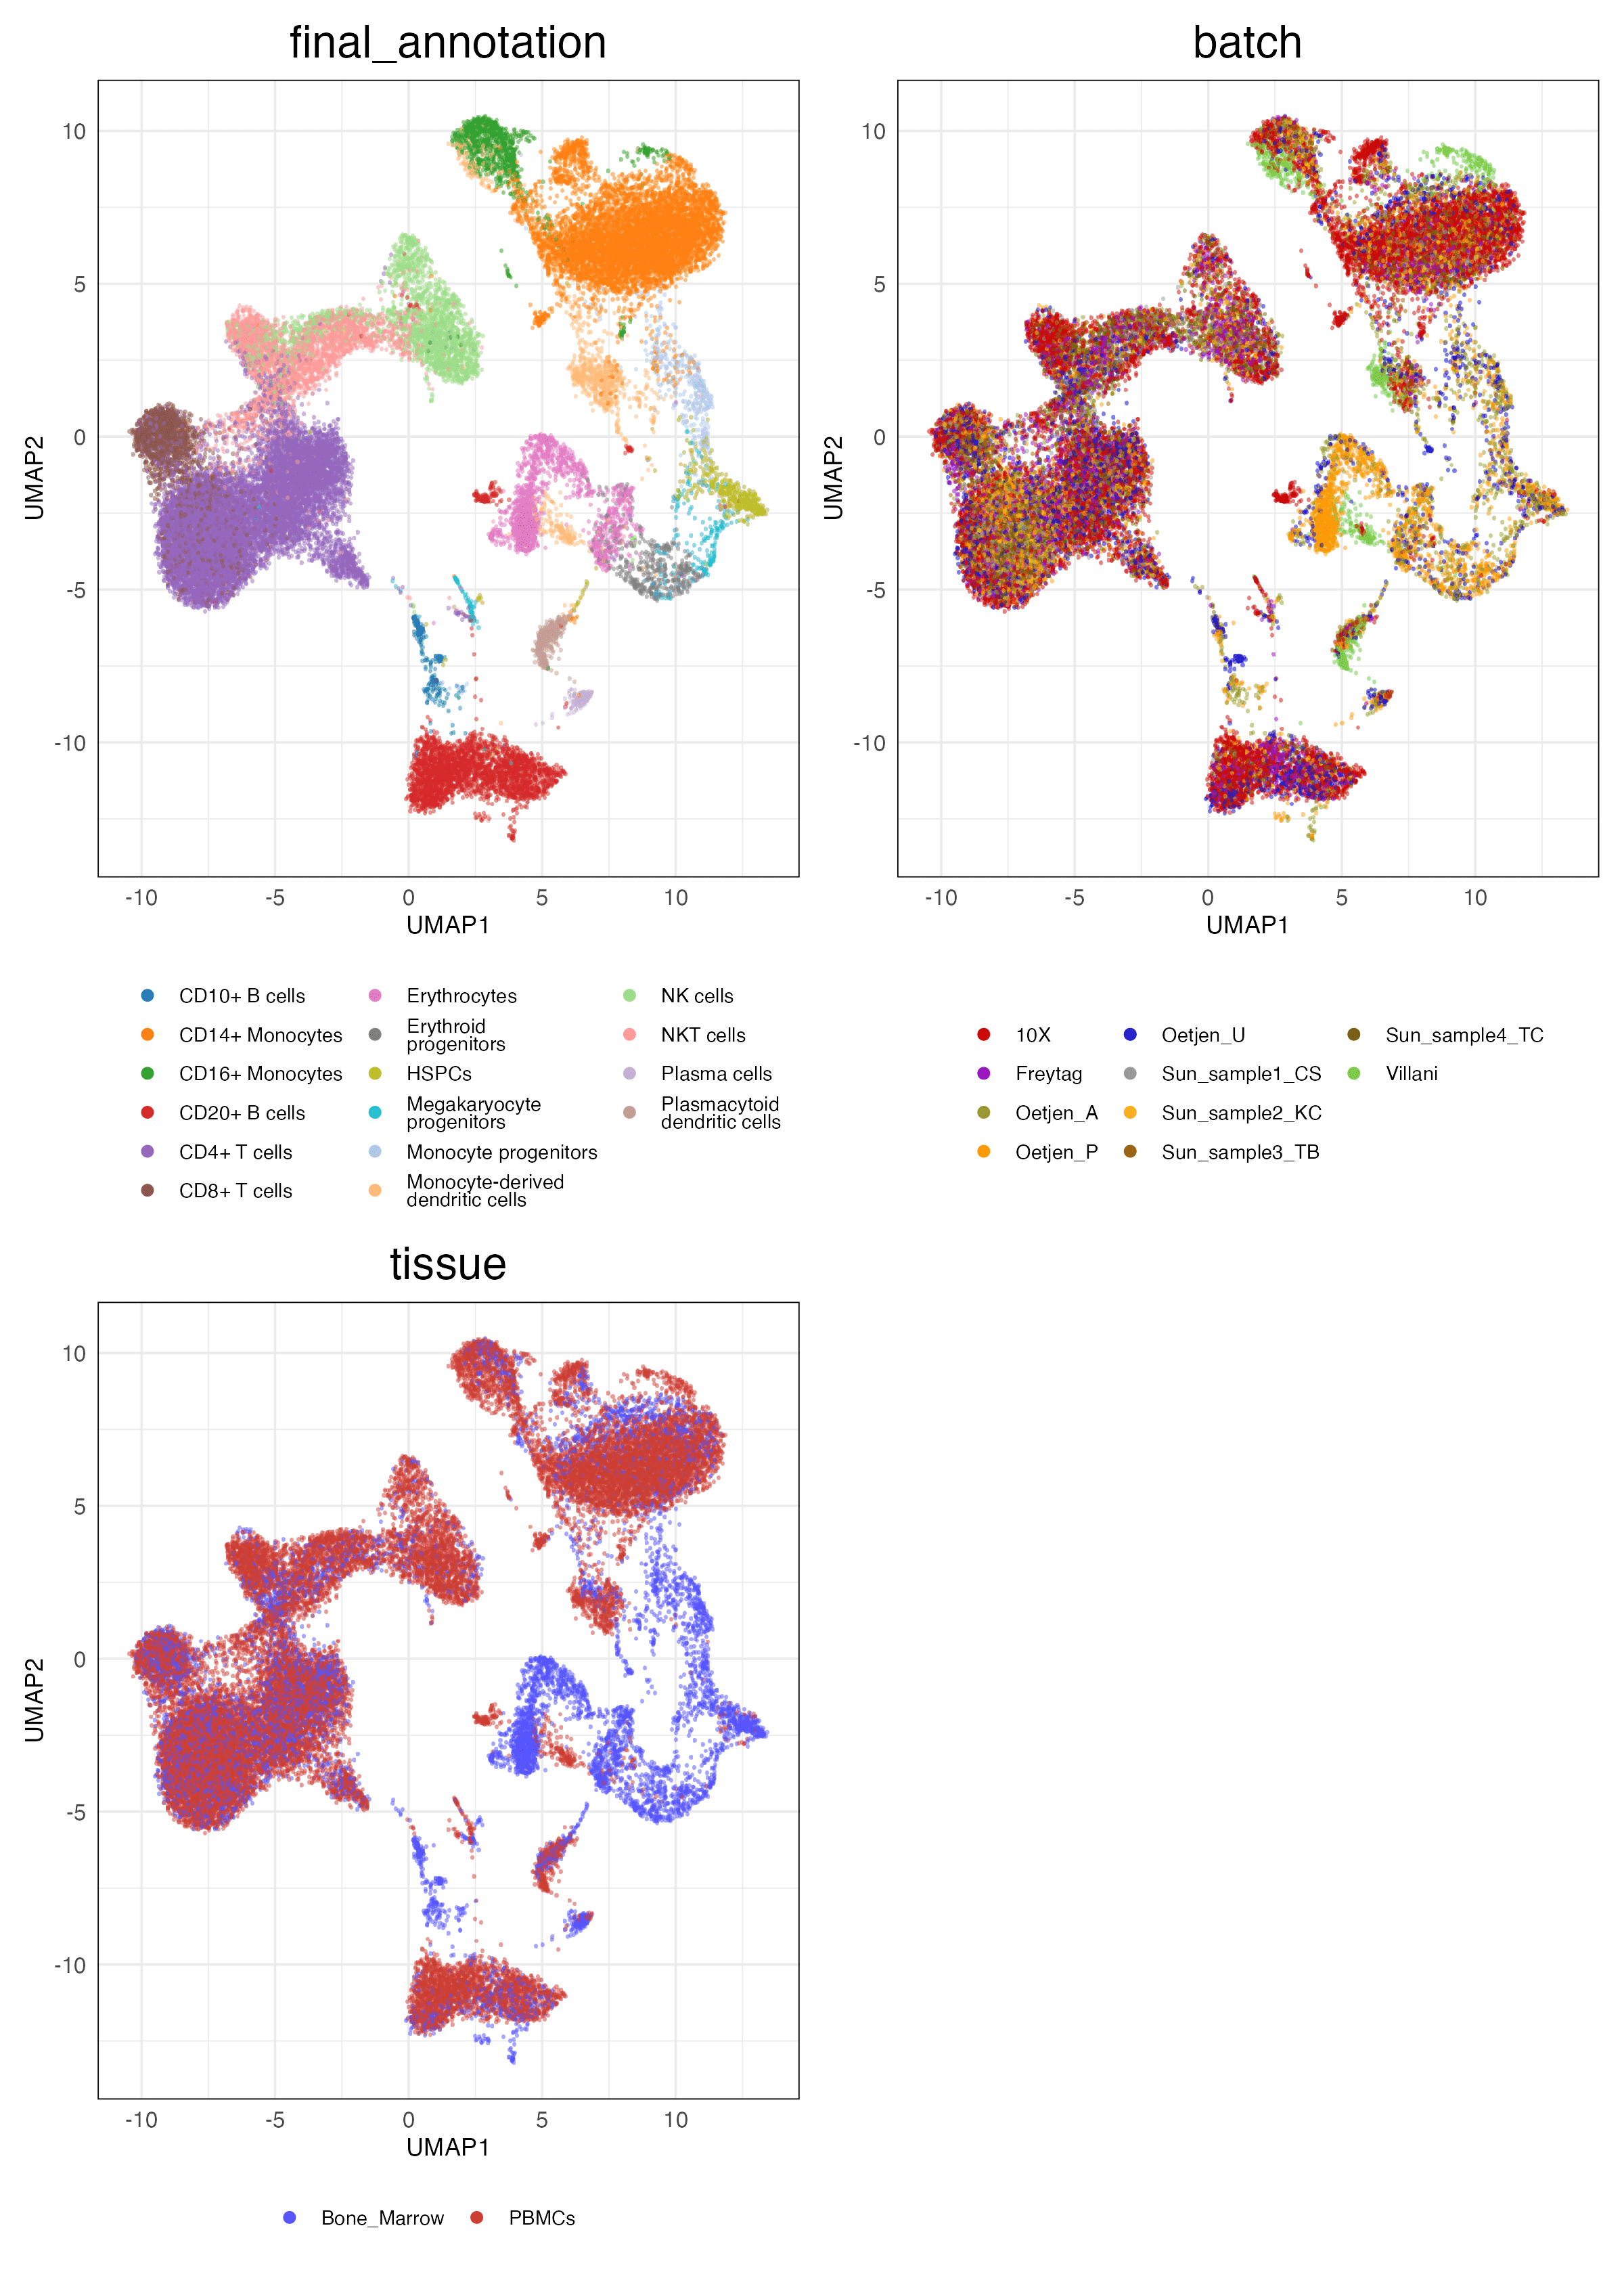 final_annotation
batch
10
5
0
-5
-10
UMAP2
-10
-5
0
5
10
UMAP1
10
5
0
-5
-10
UMAP2
-10
-5
0
5
10
UMAP1
CD10+ B cells
CD14+ Monocytes
CD16+ Monocytes
CD20+ B cells
CD4+ T cells
CD8+ T cells
Erythrocytes
Erythroid
progenitors
HSPCs
Megakaryocyte
progenitors
Monocyte progenitors
Monocyte-derived
dendritic cells
NK cells
NKT cells
Plasma cells
Plasmacytoid
dendritic cells
10X
Freytag
Oetjen_A
Oetjen_P
Oetjen_U
Sun_sample1_CS
Sun_sample2_KC
Sun_sample3_TB
Sun_sample4_TC
Villani
tissue
10
5
0
-5
-10
UMAP2
-10
-5
0
5
10
UMAP1
Bone_Marrow
PBMCs